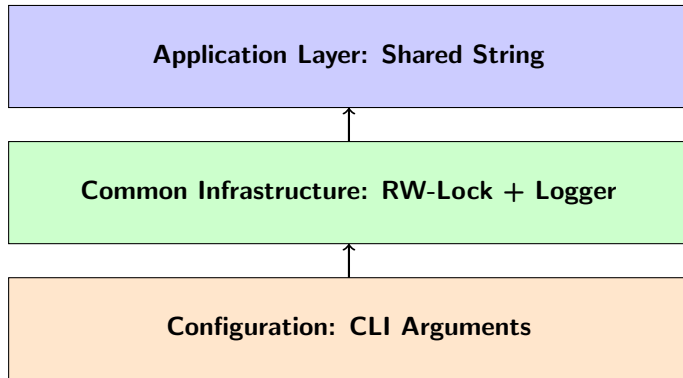 Application Layer: Shared String
Common Infrastructure: RW-Lock + Logger
Configuration: CLI Arguments